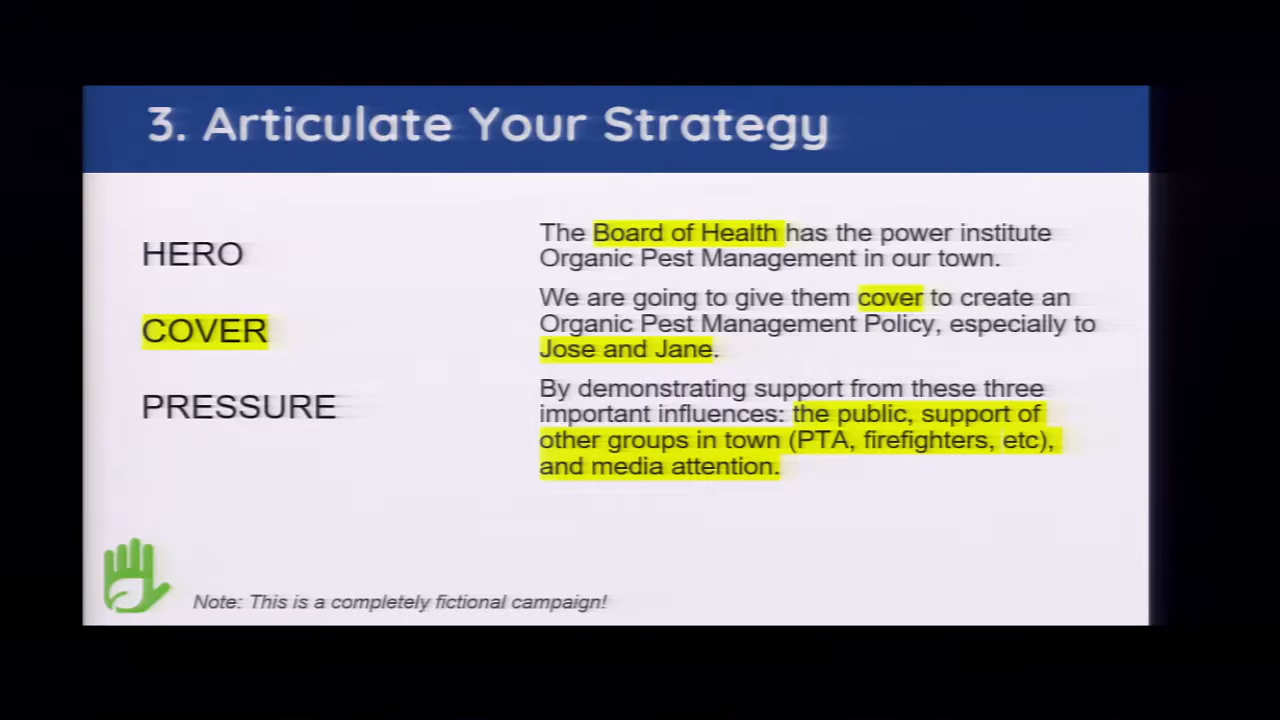 3. Articulate Your Strategy
HERO
The Board of Health has the power institute
Organic Pest Management in our town.
COVER
We are going to give them cover to create an
Organic Pest Management Policy, especially to
Jose and Jane.
PRESSURE
By demonstrating support from these three
important influences: the public, support of
other groups in town (PTA, firefighters, etc),
and media attention.
Note: This is a completely fictional campaign!